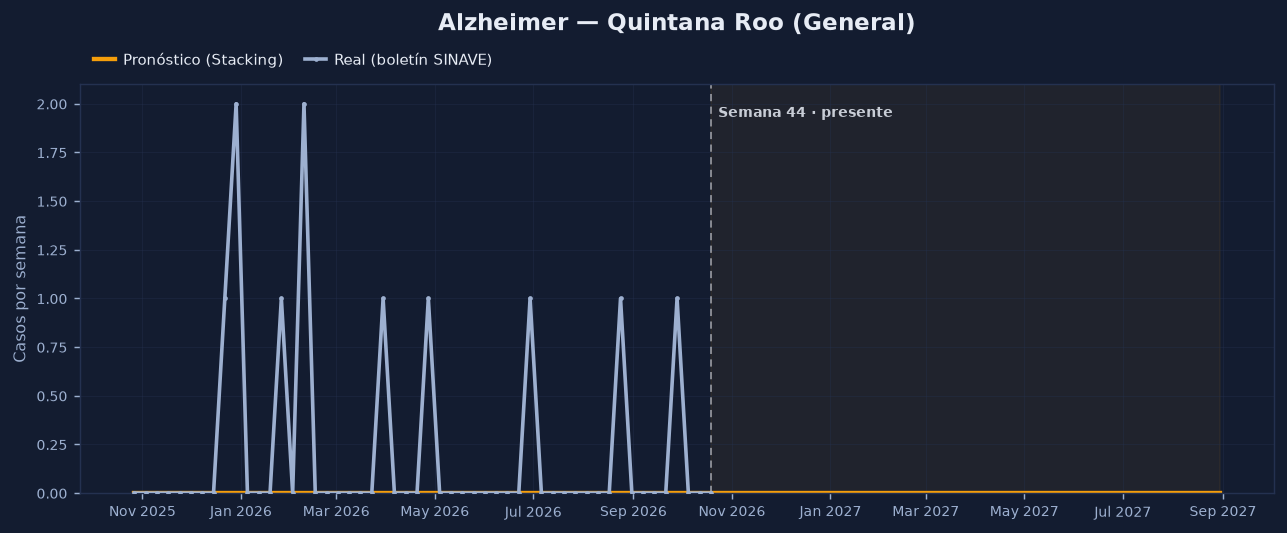 Alzheimer — Quintana Roo (General)
Pronóstico (Stacking) Real (boletín SINAVE)
Semana 44 · presente
Casos por semana
2.00
1.75
1.50
1.25
1.00
0.75
0.50
0.25
0.00
Nov 2025 Jan 2026 Mar 2026 May 2026 Jul 2026 Sep 2026 Nov 2026 Jan 2027 Mar 2027 May 2027 Jul 2027 Sep 2027